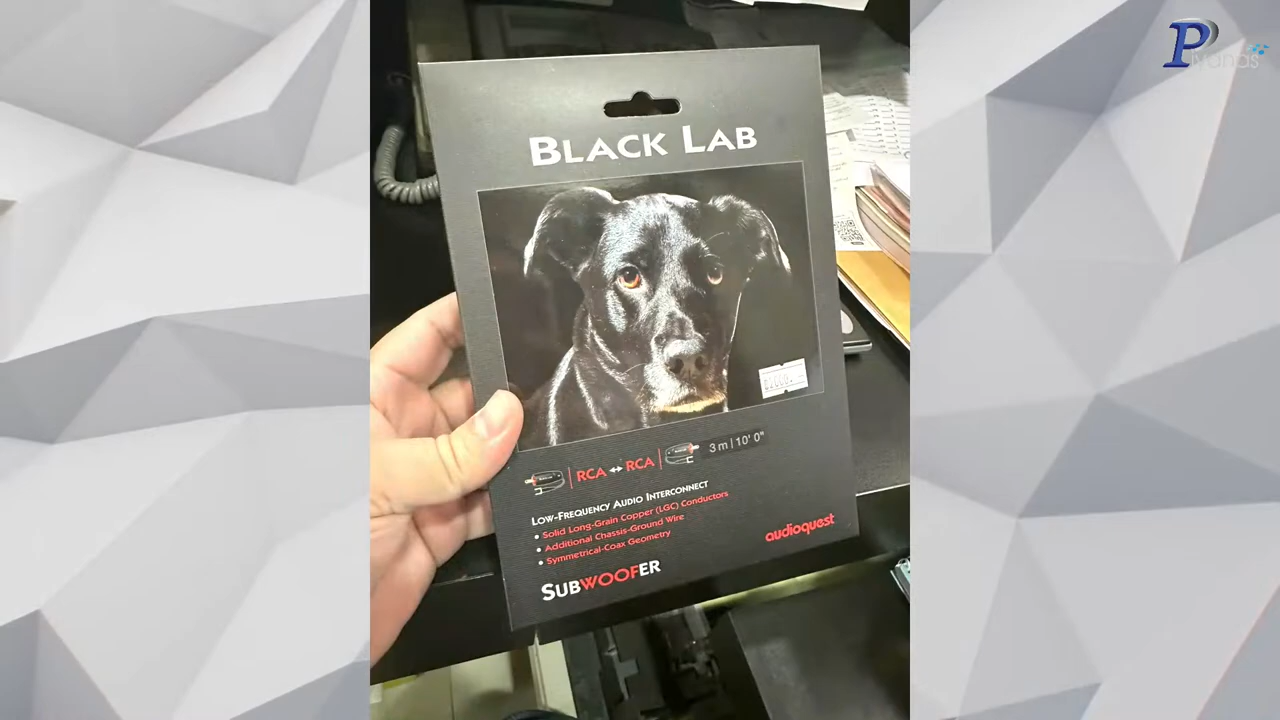 BLACK LAB
RCA ↔ RCA
3 m | 10' 0"
LOW-FREQUENCY AUDIO INTERCONNECT
• Solid Long-Grain Copper (LGC) Conductors
• Additional Chassis-Ground Wire
• Symmetrical-Coax Geometry
audioquest
SUBWOOFER